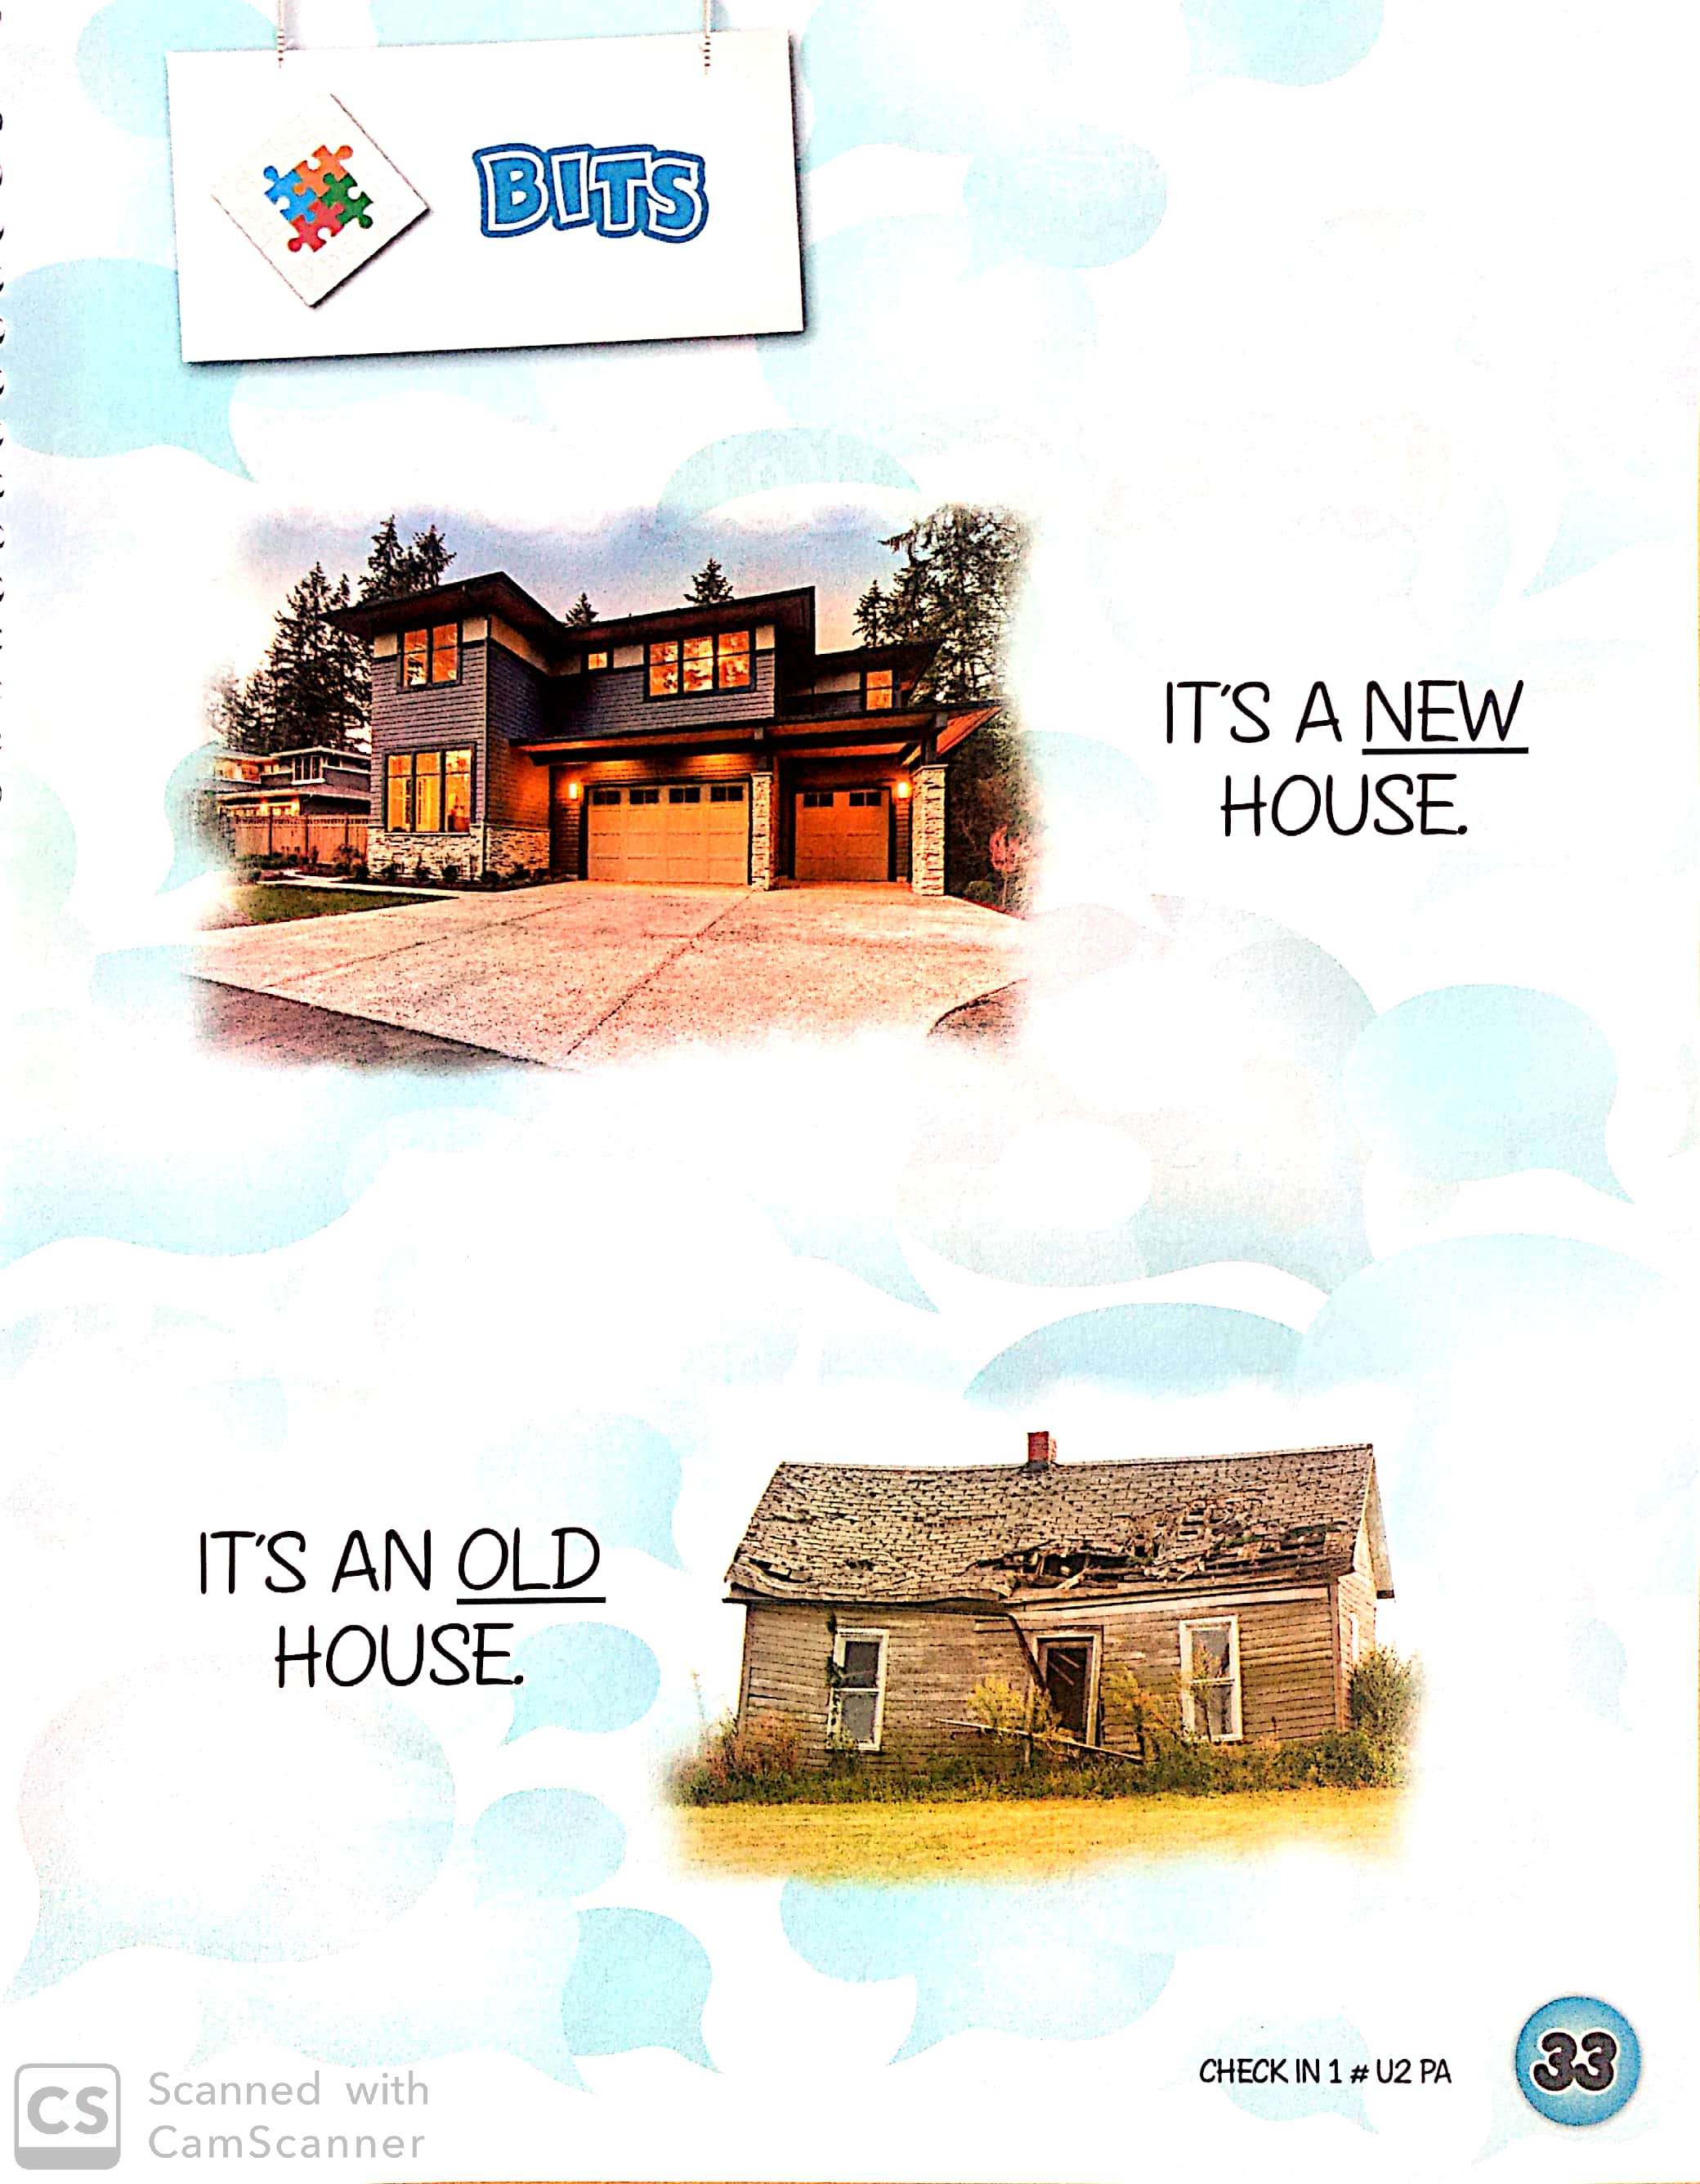 BITS
IT'S A NEW
HOUSE.
IT'S AN OLD
HOUSE.
CHECK IN 1 # U2 PA
33
CS
Scanned with
CamScanner